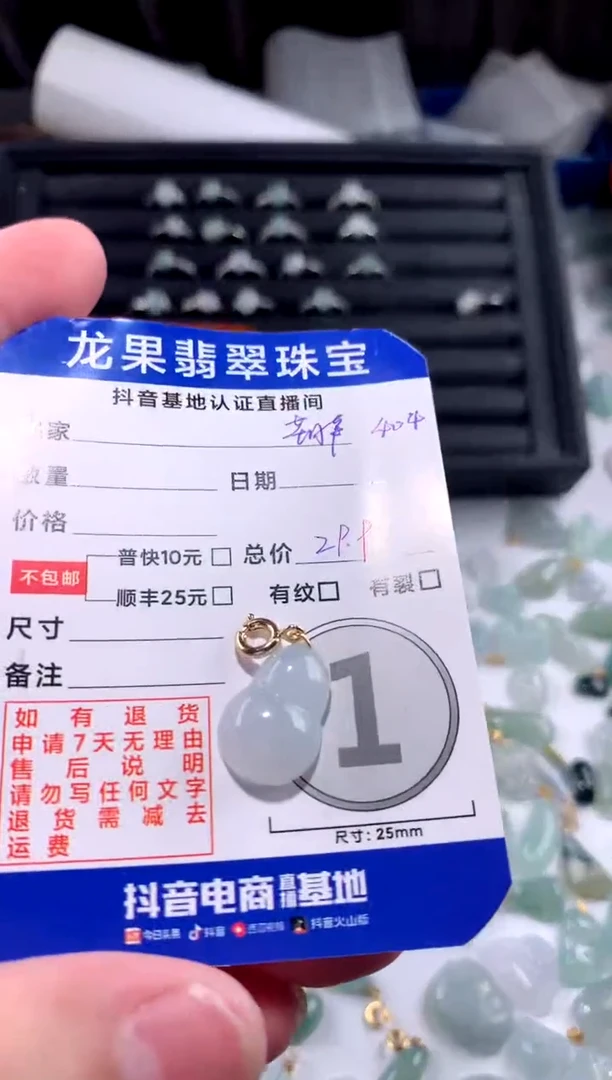 龙果翡翠珠宝
抖音基地认证直播间
家 404
数量 日期
价格
不包邮
普快10元 总价 29.9
顺丰25元 有纹 有裂
尺寸
备注
1
如有退货
申请7天无理由
售后说明
请勿写任何文字
退货需减去
运费
尺寸:25mm
抖音电商直播基地
今日头条 抖音 西瓜视频 抖音火山版